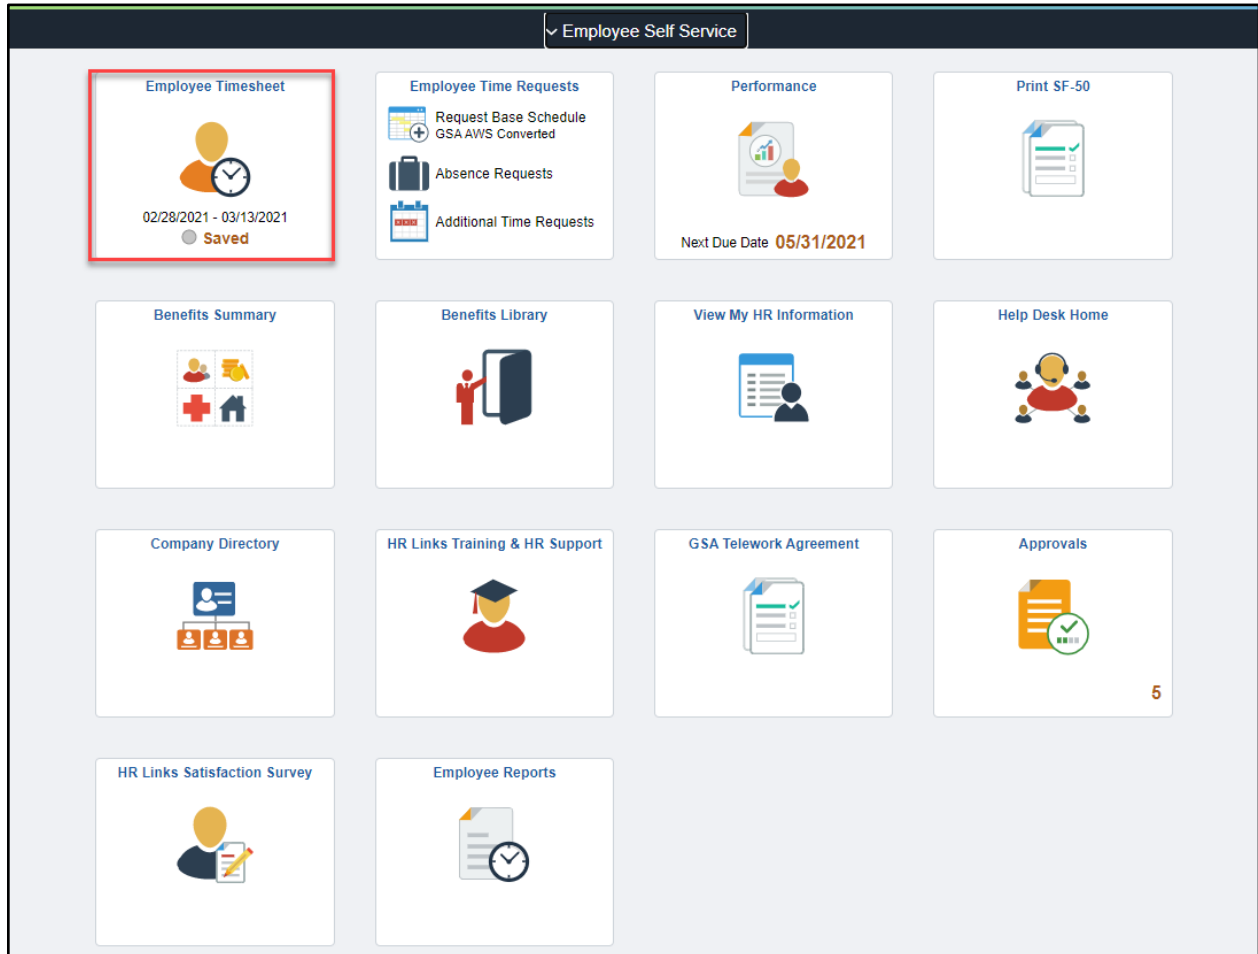 Employee Self Service
Employee Timesheet
02/28/2021 - 03/13/2021
Saved
Employee Time Requests
Request Base Schedule
GSA AWS Converted
Absence Requests
Additional Time Requests
Performance
Next Due Date 05/31/2021
Print SF-50
Benefits Summary
Benefits Library
View My HR Information
Help Desk Home
Company Directory
HR Links Training & HR Support
GSA Telework Agreement
Approvals
5
HR Links Satisfaction Survey
Employee Reports